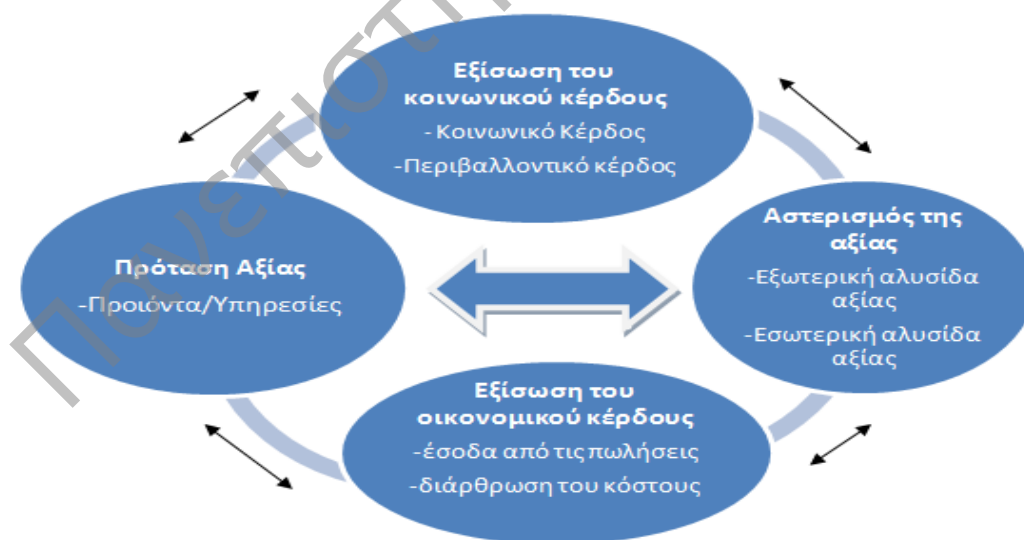 Εξίσωση του
κοινωνικού κέρδους
- Κοινωνικό Κέρδος
-Περιβαλλοντικό κέρδος
Πρόταση Αξίας
-Προιόντα/Υπηρεσίες
Αστερισμός της
αξίας
-Εξωτερική αλυσίδα
αξίας
-Εσωτερική αλυσίδα
αξίας
Εξίσωση του
οικονομικού κέρδους
-έσοδα από τις πωλήσεις
-διάρθρωση του κόστους